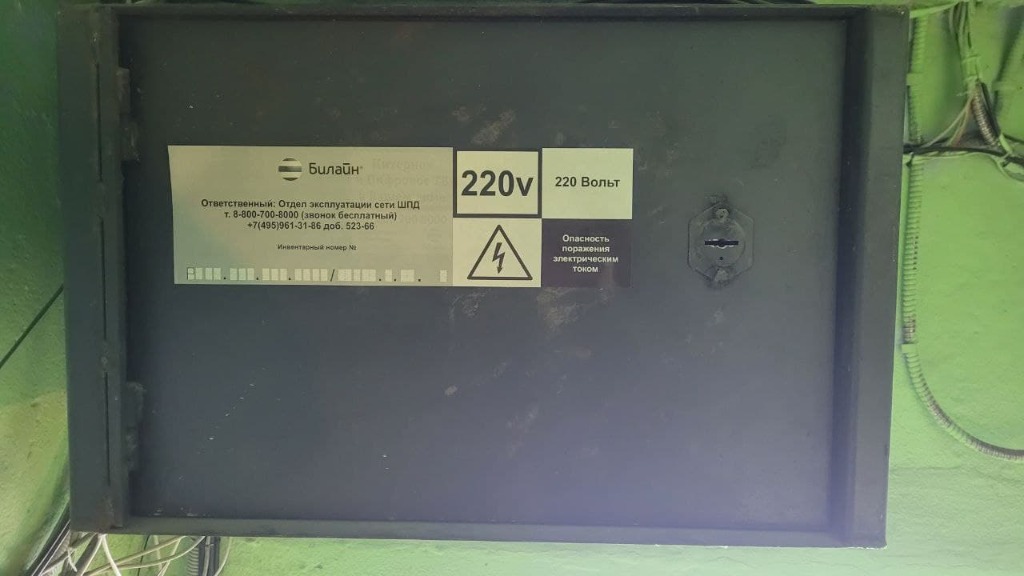 Билайн®
Ответственный: Отдел эксплуатации сети ШПД
т. 8-800-700-8000 (звонок бесплатный)
+7(495)961-31-86 доб. 523-66
Инвентарный номер №
220v
220 Вольт
Опасность
поражения
электрическим
током